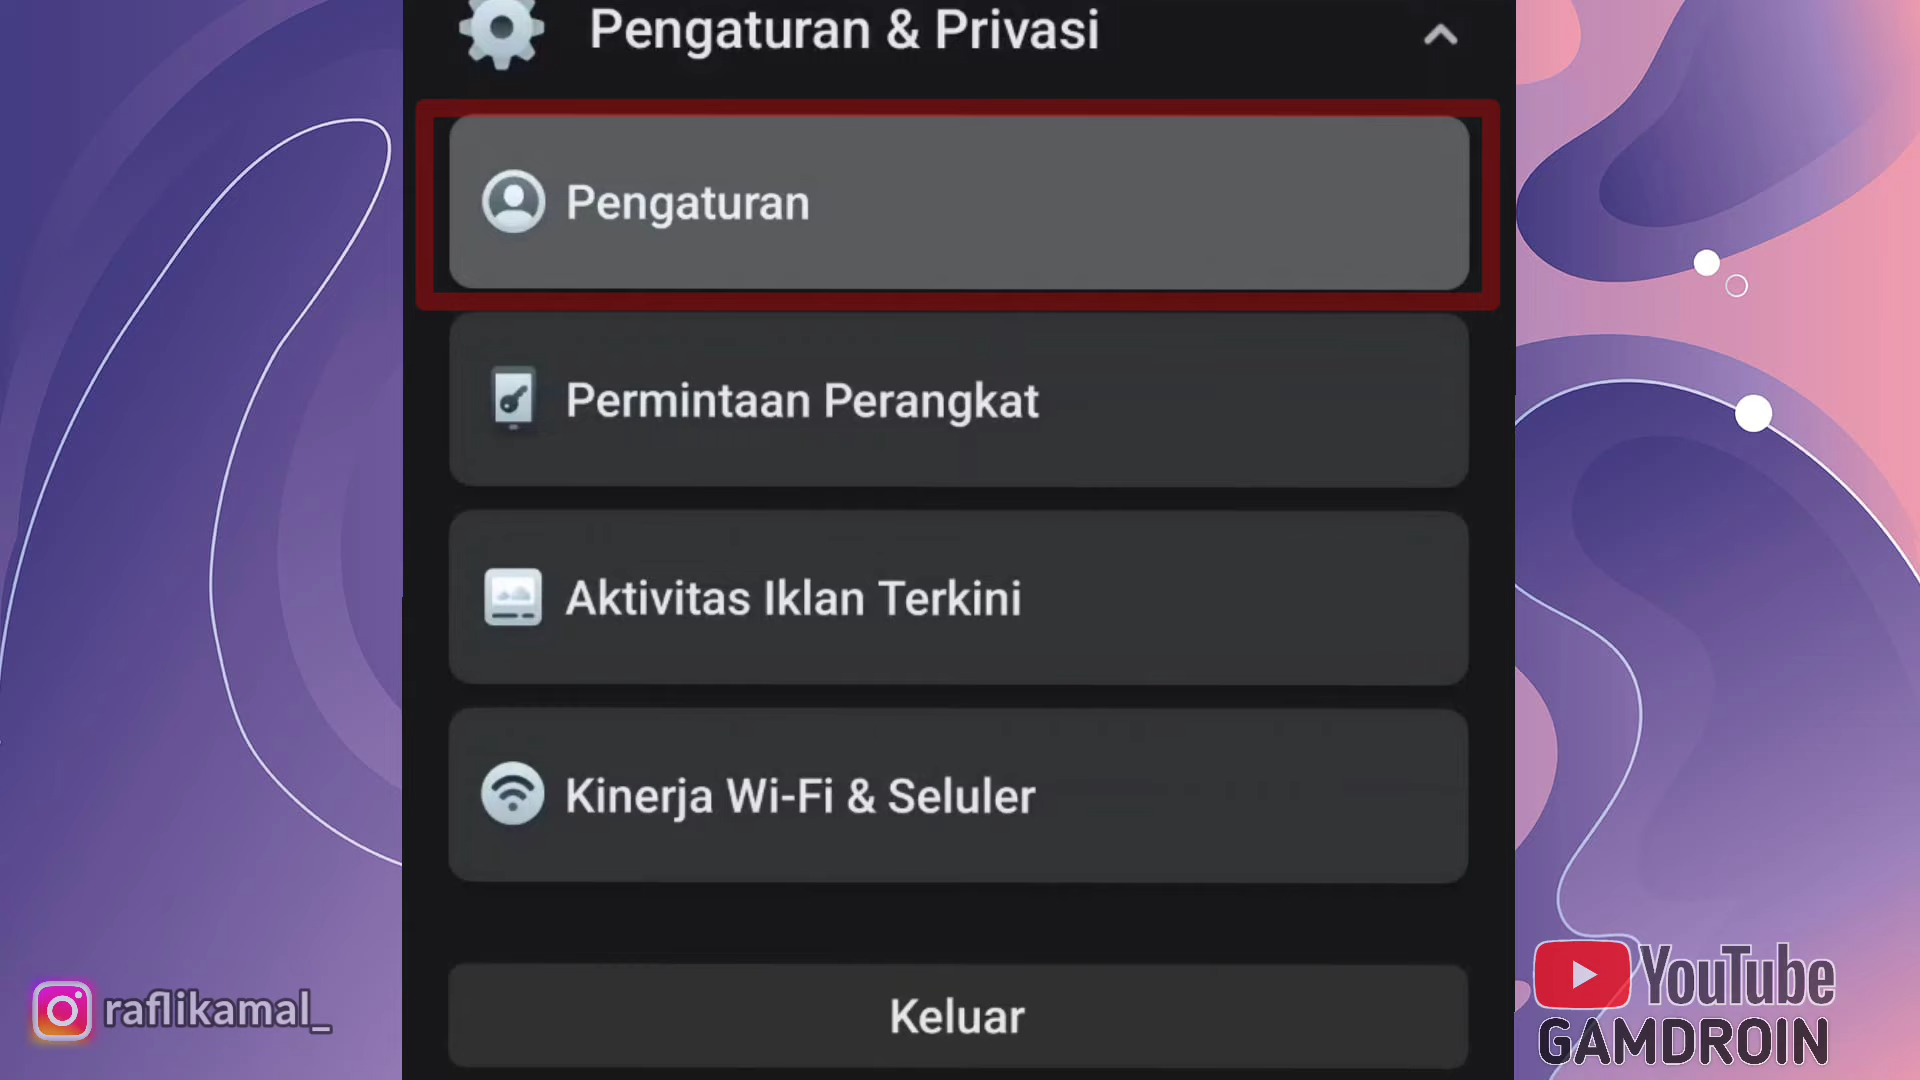 Pengaturan & Privasi
Pengaturan
Permintaan Perangkat
Aktivitas Iklan Terkini
Kinerja Wi-Fi & Seluler
Keluar
raflikamal_
YouTube
GAMDROIN